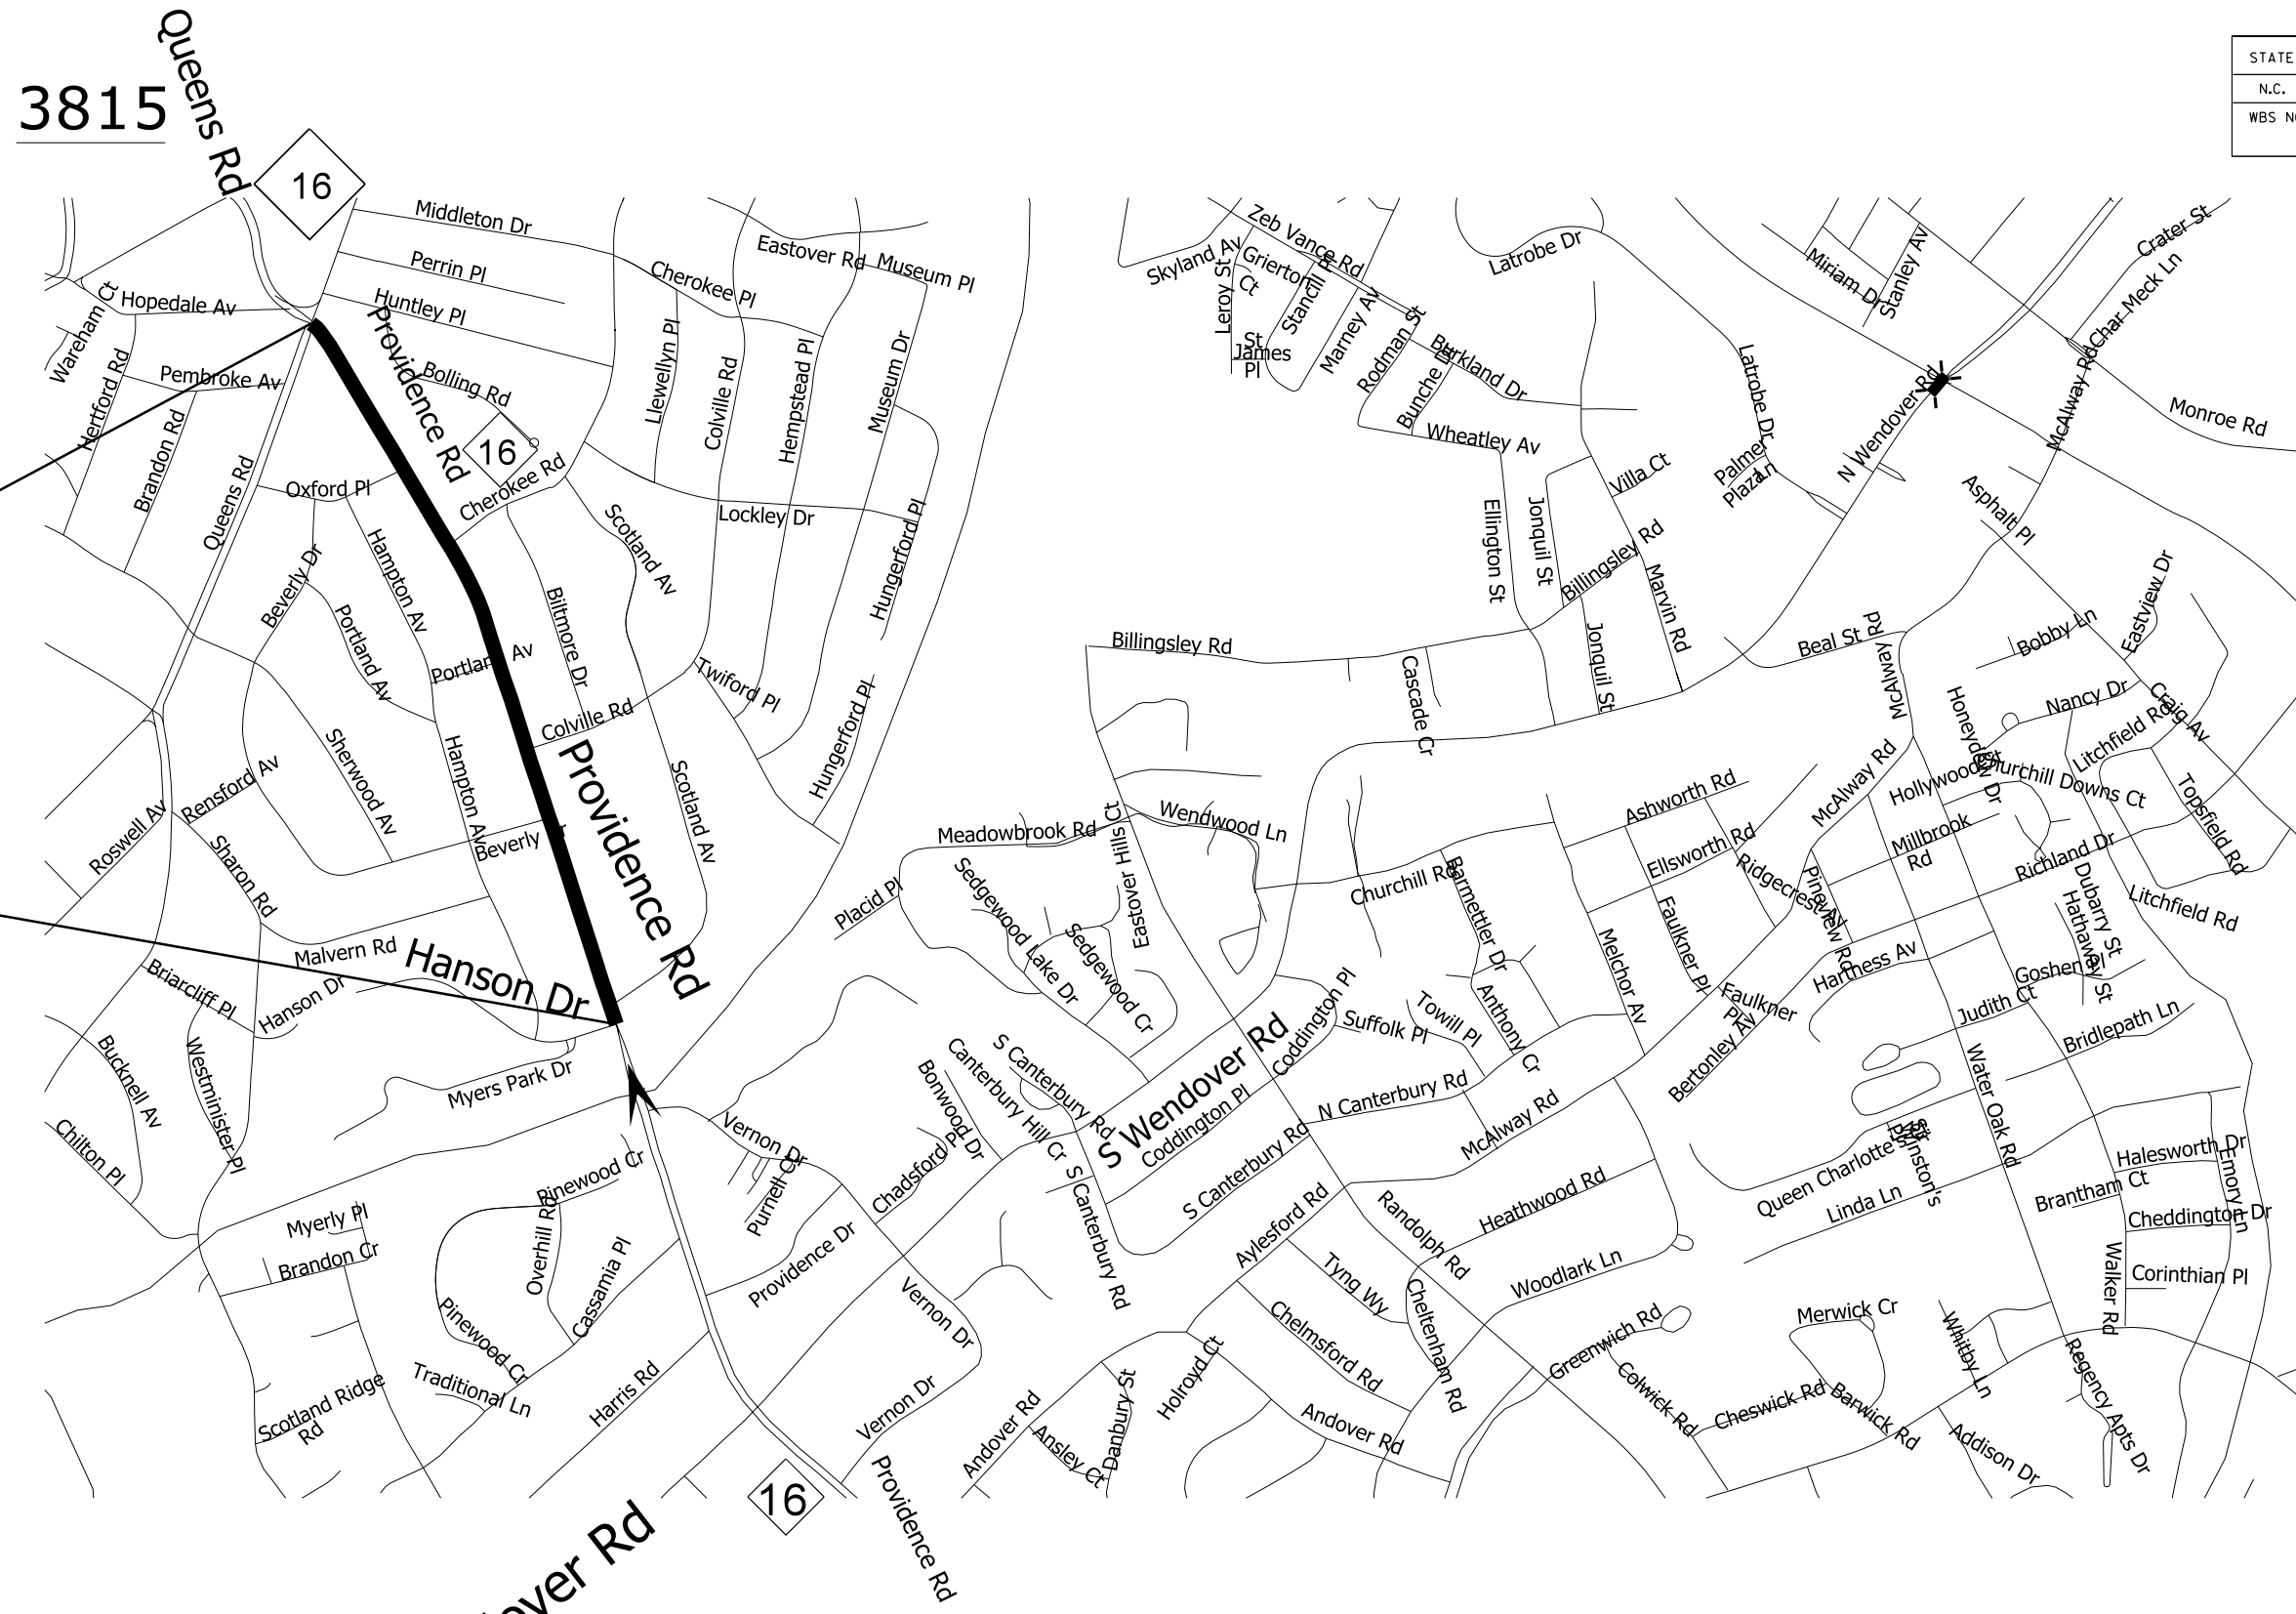 Queens Rd
3815
STATE
N.C.
WBS N
16
Middleton Dr
Perrin Pl
Huntley Pl
Cherokee Pl
Eastover Rd
Museum Pl
Hopedale Av
Wareham Ct
Hertford Rd
Pembroke Av
Brandon Rd
Queens Rd
Providence Rd
Bolling Rd
16
Cherokee Rd
Llewellyn Pl
Colville Rd
Hempstead Pl
Museum Dr
Lockley Dr
Hungerford Pl
Oxford Pl
Hampton Av
Beverly Dr
Portland Av
Portland Av
Biltmore Dr
Scotland Av
Colville Rd
Twiford Pl
Hungerford Pl
Sherwood Av
Hampton Av
Rensford Av
Roswell Av
Sharon Rd
Beverly
Providence Rd
Scotland Av
Malvern Rd
Hanson Dr
Hanson Dr
Briarcliff Pl
Bucknell Av
Westminister Pl
Chilton Pl
Myers Park Dr
Vernon Dr
Purnell Ct
Pinewood Cr
Overhill Rd
Cassamia Pl
Myerly Pl
Brandon Cr
Pinewood Cr
Traditional Ln
Scotland Ridge
Rd
Harris Rd
Providence Dr
Chadsford Pl
Bonwood Dr
Vernon Dr
Vernon Dr
16
Providence Rd
over Rd
Skyland Av
Zeb Vance Rd
Grierton
Ct
Leroy St
Stancill Pl
St
James
Pl
Marney Av
Rodman St
Burkland Dr
Bunche Dr
Wheatley Av
Latrobe Dr
Latrobe Dr
Palmer
Plaza
Ln
Villa Ct
Ellington St
Jonquil St
Billingsley Rd
Marvin Rd
Billingsley Rd
Cascade Cr
Jonquil St
Miriam Dr
Stanley Av
Crater St
Char Meck Ln
McAlway Rd
Monroe Rd
N Wendover Rd
Asphalt Pl
Eastview Dr
Beal St
McAlway Rd
Bobby Ln
Nancy Dr
Craig Av
Litchfield Rd
Honeydew Dr
Hollywood St
Churchill Downs Ct
Topsfield Rd
Millbrook
Rd
Richland Dr
Litchfield Rd
Dubarry St
Hathaway St
Goshen Pl
Judith Ct
Bridlepath Ln
Harness Av
Pineview Rd
Ridgecrest Av
McAlway Rd
Ashworth Rd
Ellsworth Rd
Faulkner Pl
Faulkner
Pl
Bertonley Av
Melchor Av
Meadowbrook Rd
Wendwood Ln
Eastover Hills Ct
Placid Pl
Sedgewood Lake Dr
Sedgewood Cr
Churchill Rd
Barmettler Dr
Anthony Cr
Towill Pl
Suffolk Pl
Coddington Pl
Coddington Pl
S Wendover Rd
S Canterbury Rd
Canterbury Hill Cr
S Canterbury Rd
S Canterbury Rd
N Canterbury Rd
McAlway Rd
Heathwood Rd
Randolph Rd
Aylesford Rd
Tyng Wy
Chelmsford Rd
Cheltenham Rd
Woodlark Ln
Greenwich Rd
Colwick Rd
Cheswick Rd
Barwick Rd
Merwick Cr
Whitby Ln
Addison Dr
Regency Apts Dr
Holroyd Ct
Andover Rd
Andover Rd
Ansley Ct
Danbury St
Queen Charlotte
Winston's
Linda Ln
Water Oak Rd
Halesworth Dr
Brantham Ct
Emory Ln
Cheddington Dr
Walker Rd
Corinthian Pl